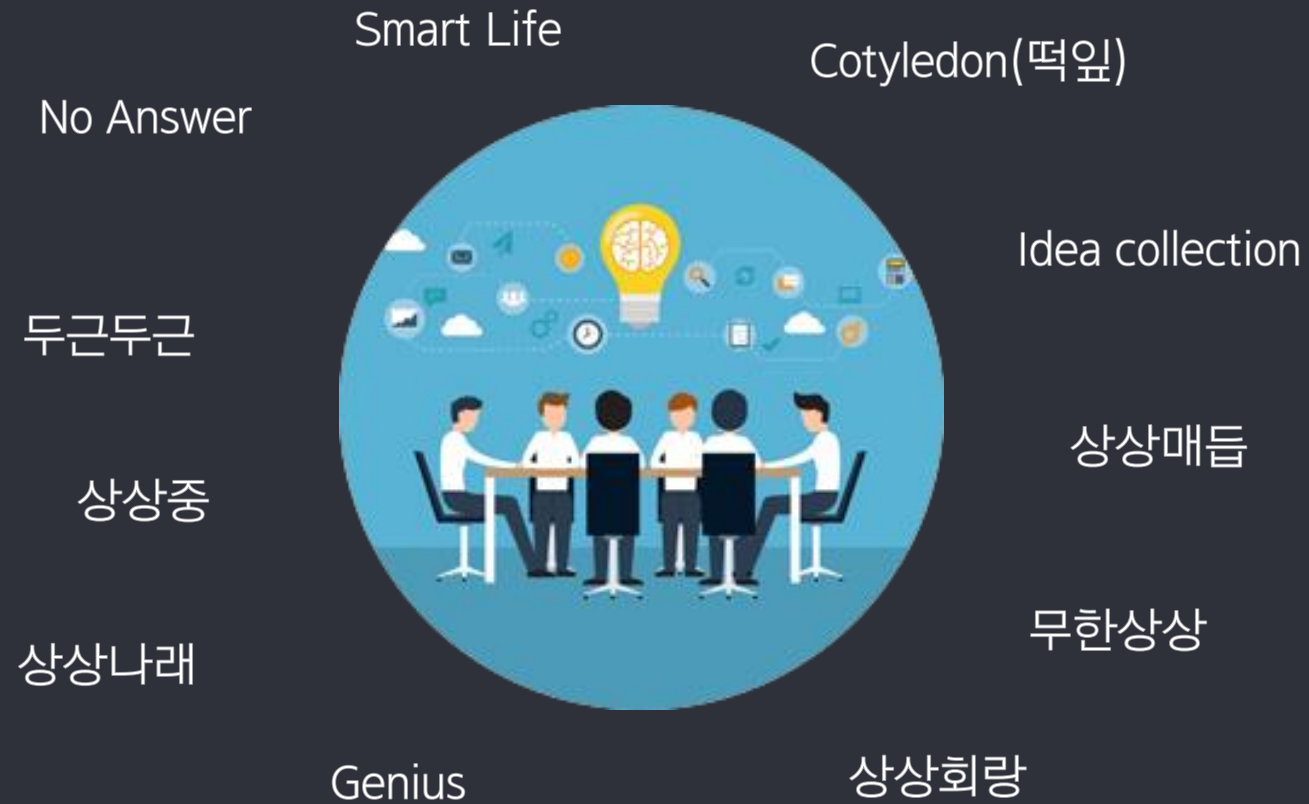 Smart Life
Cotyledon(떡잎)
No Answer
Idea collection
두근두근
상상매듭
상상중
무한상상
상상나래
상상회랑
Genius